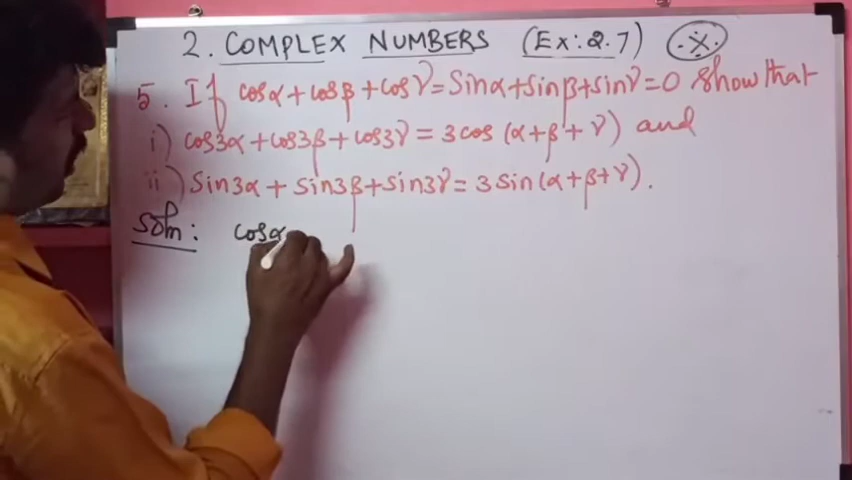 2. COMPLEX NUMBERS (Ex: 2.7)
5. If cosα + cosβ + cosγ = sinα + sinβ + sinγ = 0 show that
i) cos3α + cos3β + cos3γ = 3cos (α+β+γ) and
ii) sin3α + sin3β + sin3γ = 3 sin (α+β+γ).
Soln: cosα